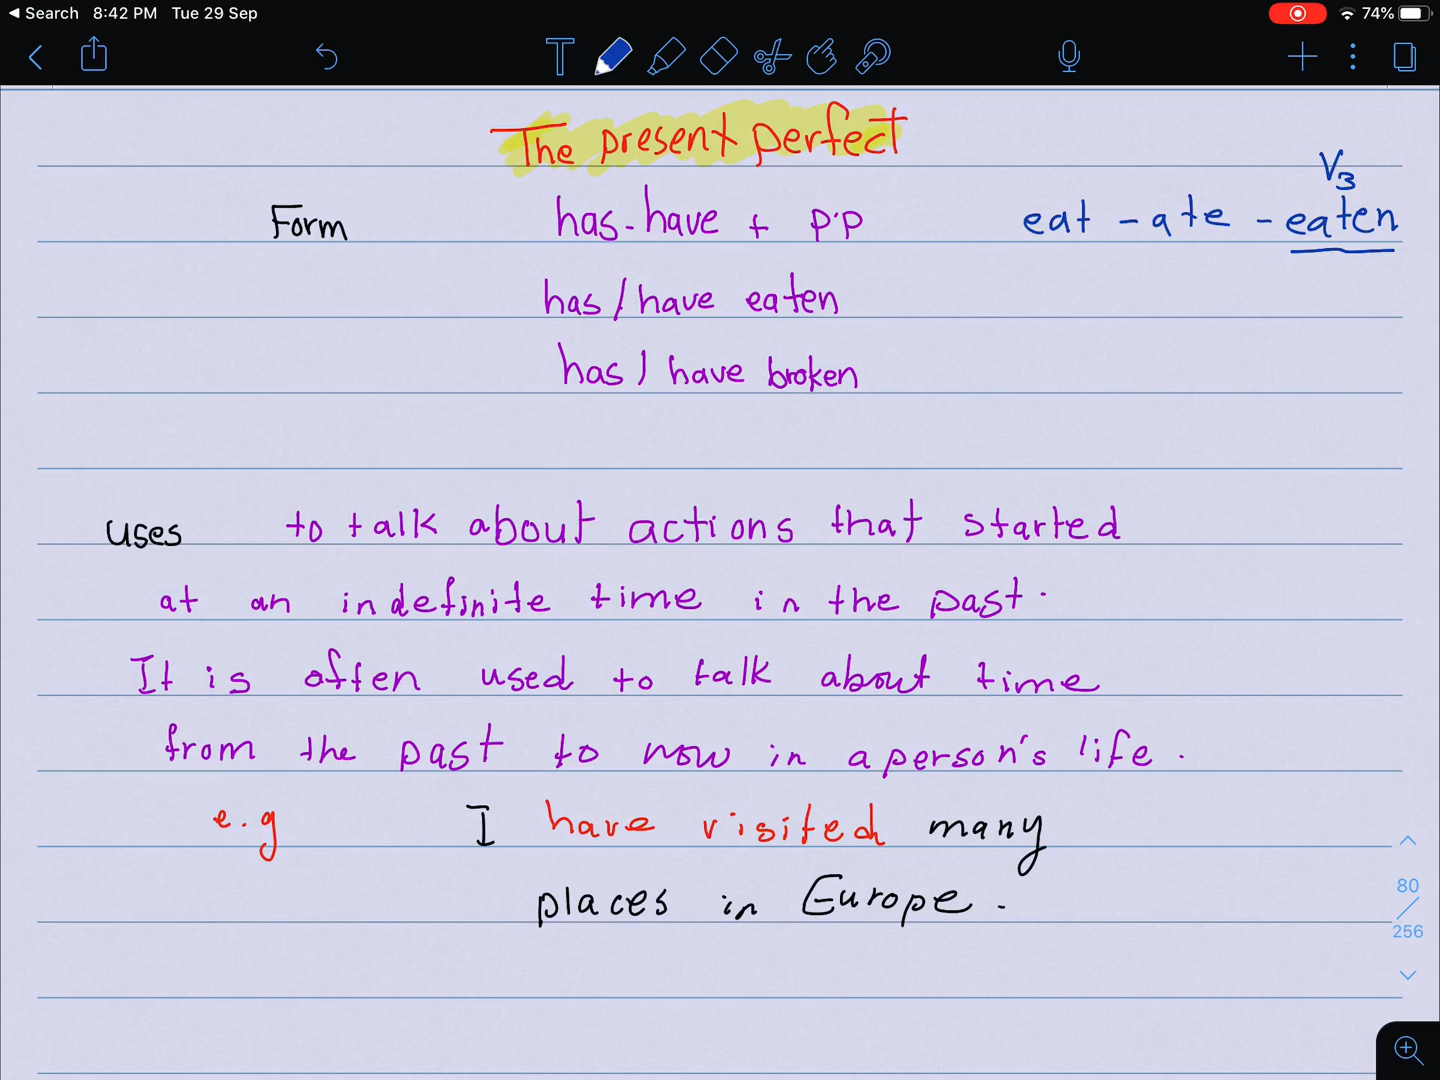 Search 8:42 PM Tue 29 Sep 74%
The present perfect
V3
Form has-have + p.p eat - ate - eaten
has/have eaten
has/have broken
uses to talk about actions that started
at an indefinite time in the past.
It is often used to talk about time
from the past to now in a person's life.
e.g I have visited many
places in Europe.
80
/
256